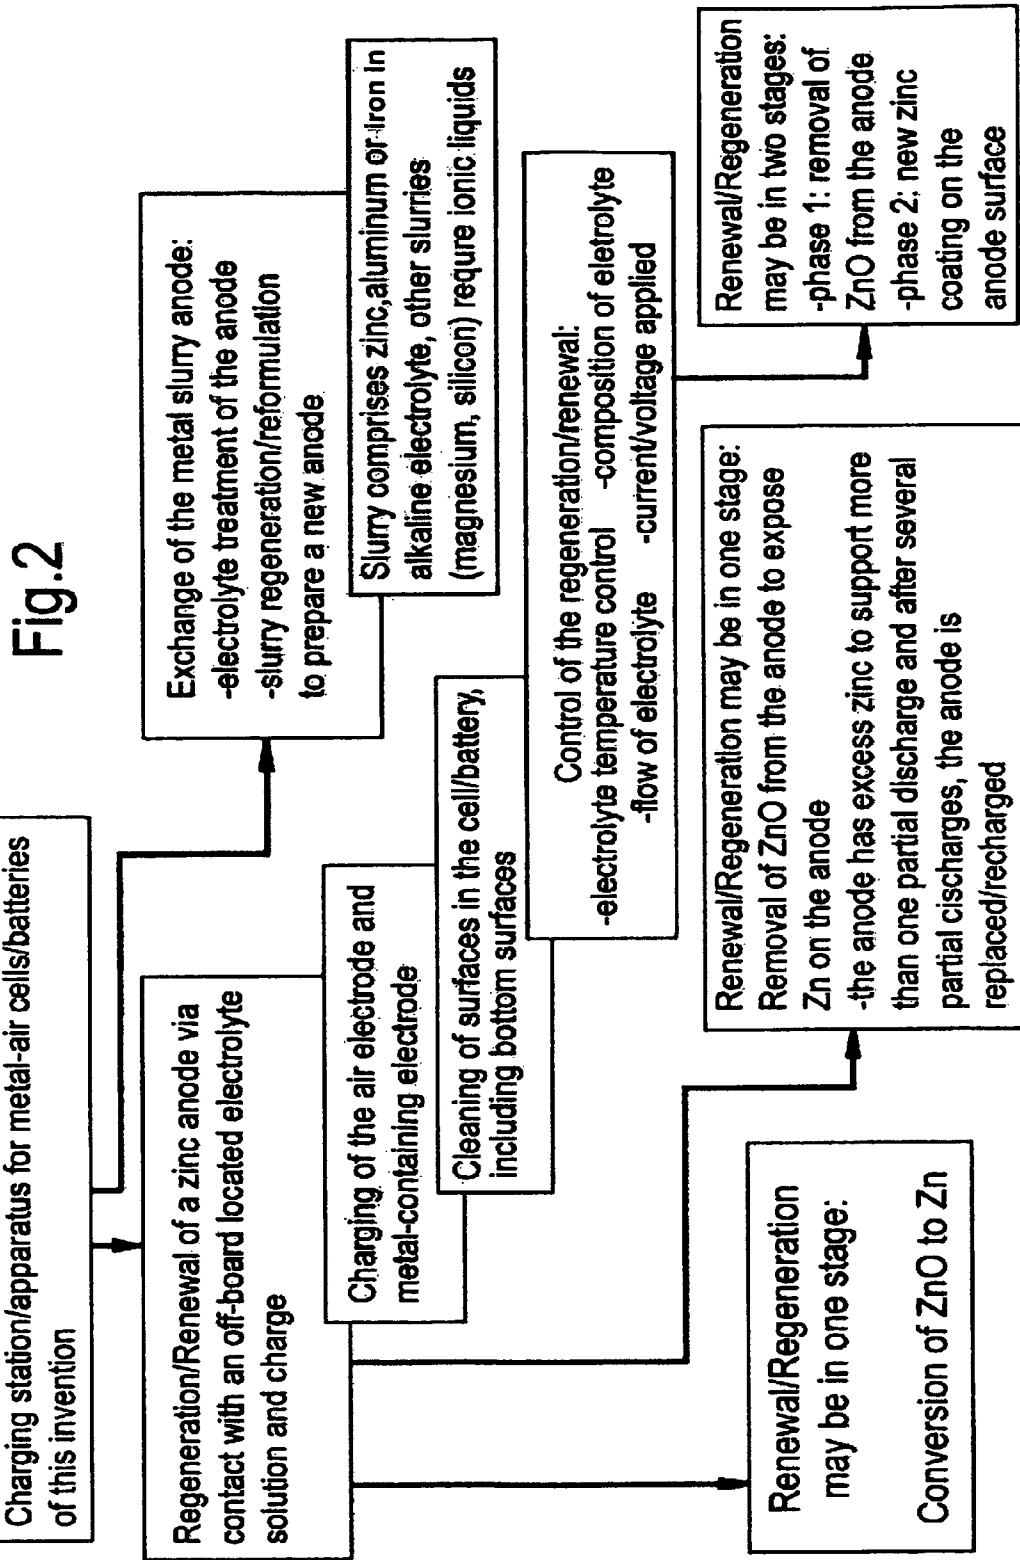 Fig.2
Charging station/apparatus for metal-air cells/batteries
of this invention
Exchange of the metal slurry anode:
-electrolyte treatment of the anode
-slurry regeneration/reformulation
to prepare a new anode
Slurry comprises zinc,aluminum or iron in
alkaline electrolyte, other slurries
(magnesium, silicon) requre ionic liquids
Regeneration/Renewal of a zinc anode via
contact with an off-board located electrolyte
solution and charge
Charging of the air electrode and
metal-containing electrode
Cleaning of surfaces in the cell/battery,
including bottom surfaces
Control of the regeneration/renewal:
-electrolyte temperature control -composition of eletrolyte
-flow of electrolyte -current/voltage applied
Renewal/Regeneration
may be in one stage:
Conversion of ZnO to Zn
Renewal/Regeneration may be in one stage:
Removal of ZnO from the anode to expose
Zn on the anode
-the anode has excess zinc to support more
than one partial discharge and after several
partial cischarges, the anode is
replaced/recharged
Renewal/Regeneration
may be in two stages:
-phase 1: removal of
ZnO from the anode
-phase 2: new zinc
coating on the
anode surface